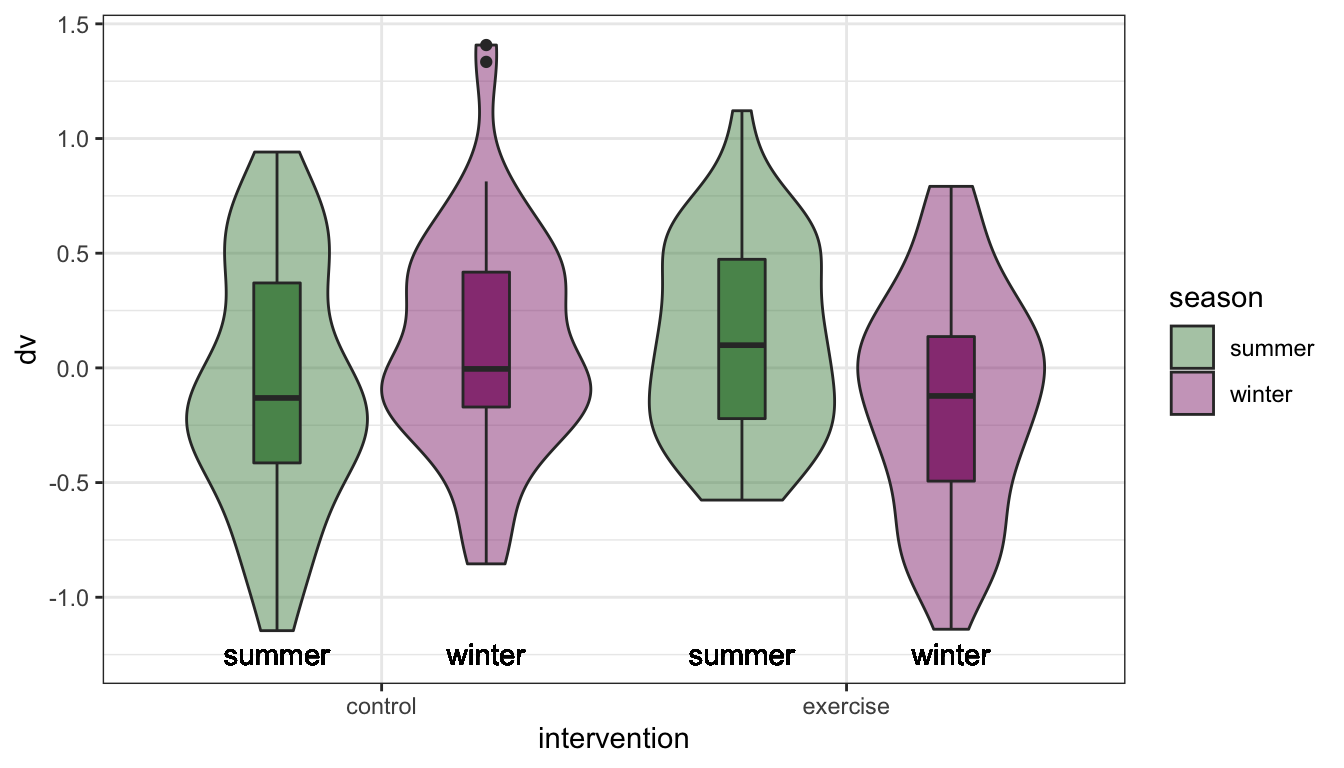 1.5
1.0
0.5
0.0
-0.5
-1.0
dv
summer winter summer winter
control exercise
intervention
season
summer
winter